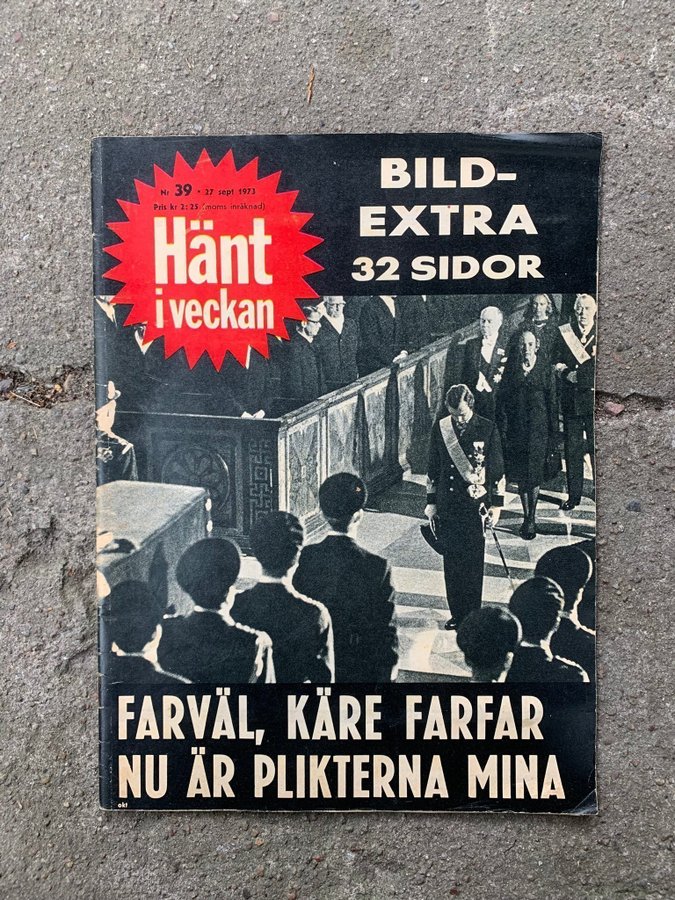 Nr 39 • 27 sept 1973
Pris kr 2:25 (moms inräknad)
Hänt
i veckan
BILD-
EXTRA
32 SIDOR
FARVÄL, KÄRE FARFAR
NU ÄR PLIKTERNA MINA
okt